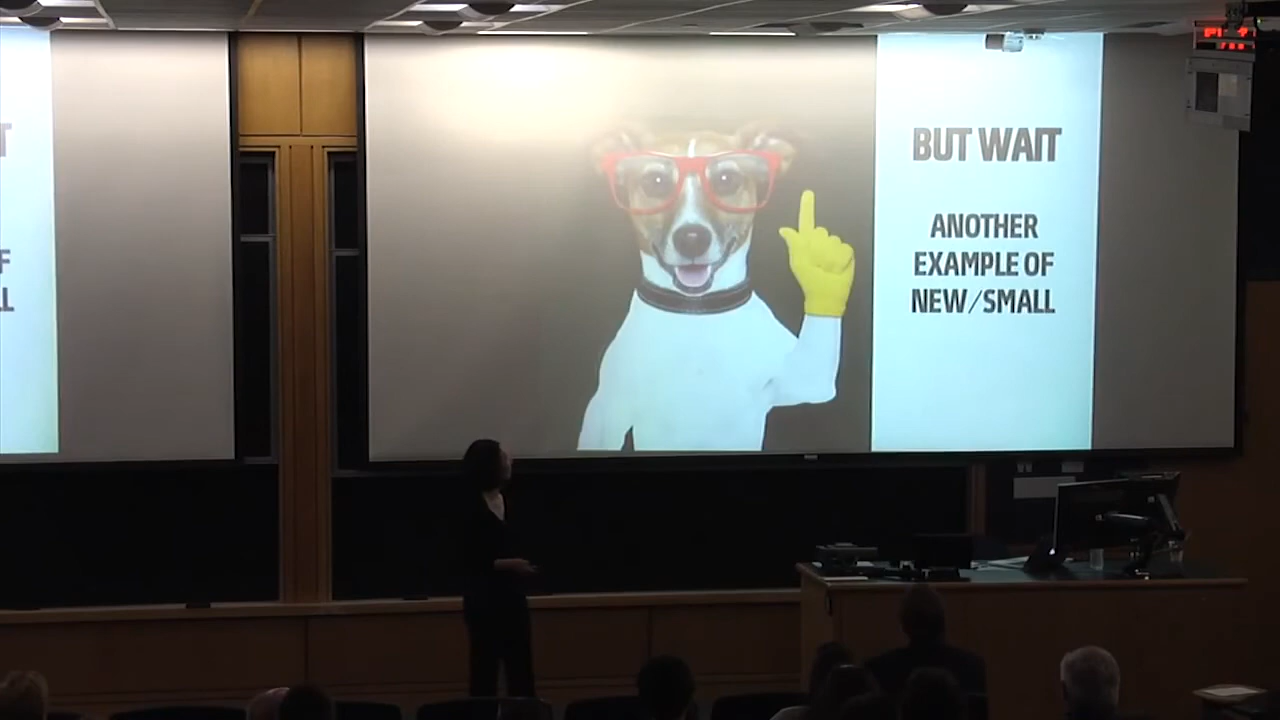 T
F
L
BUT WAIT
ANOTHER
EXAMPLE OF
NEW/SMALL